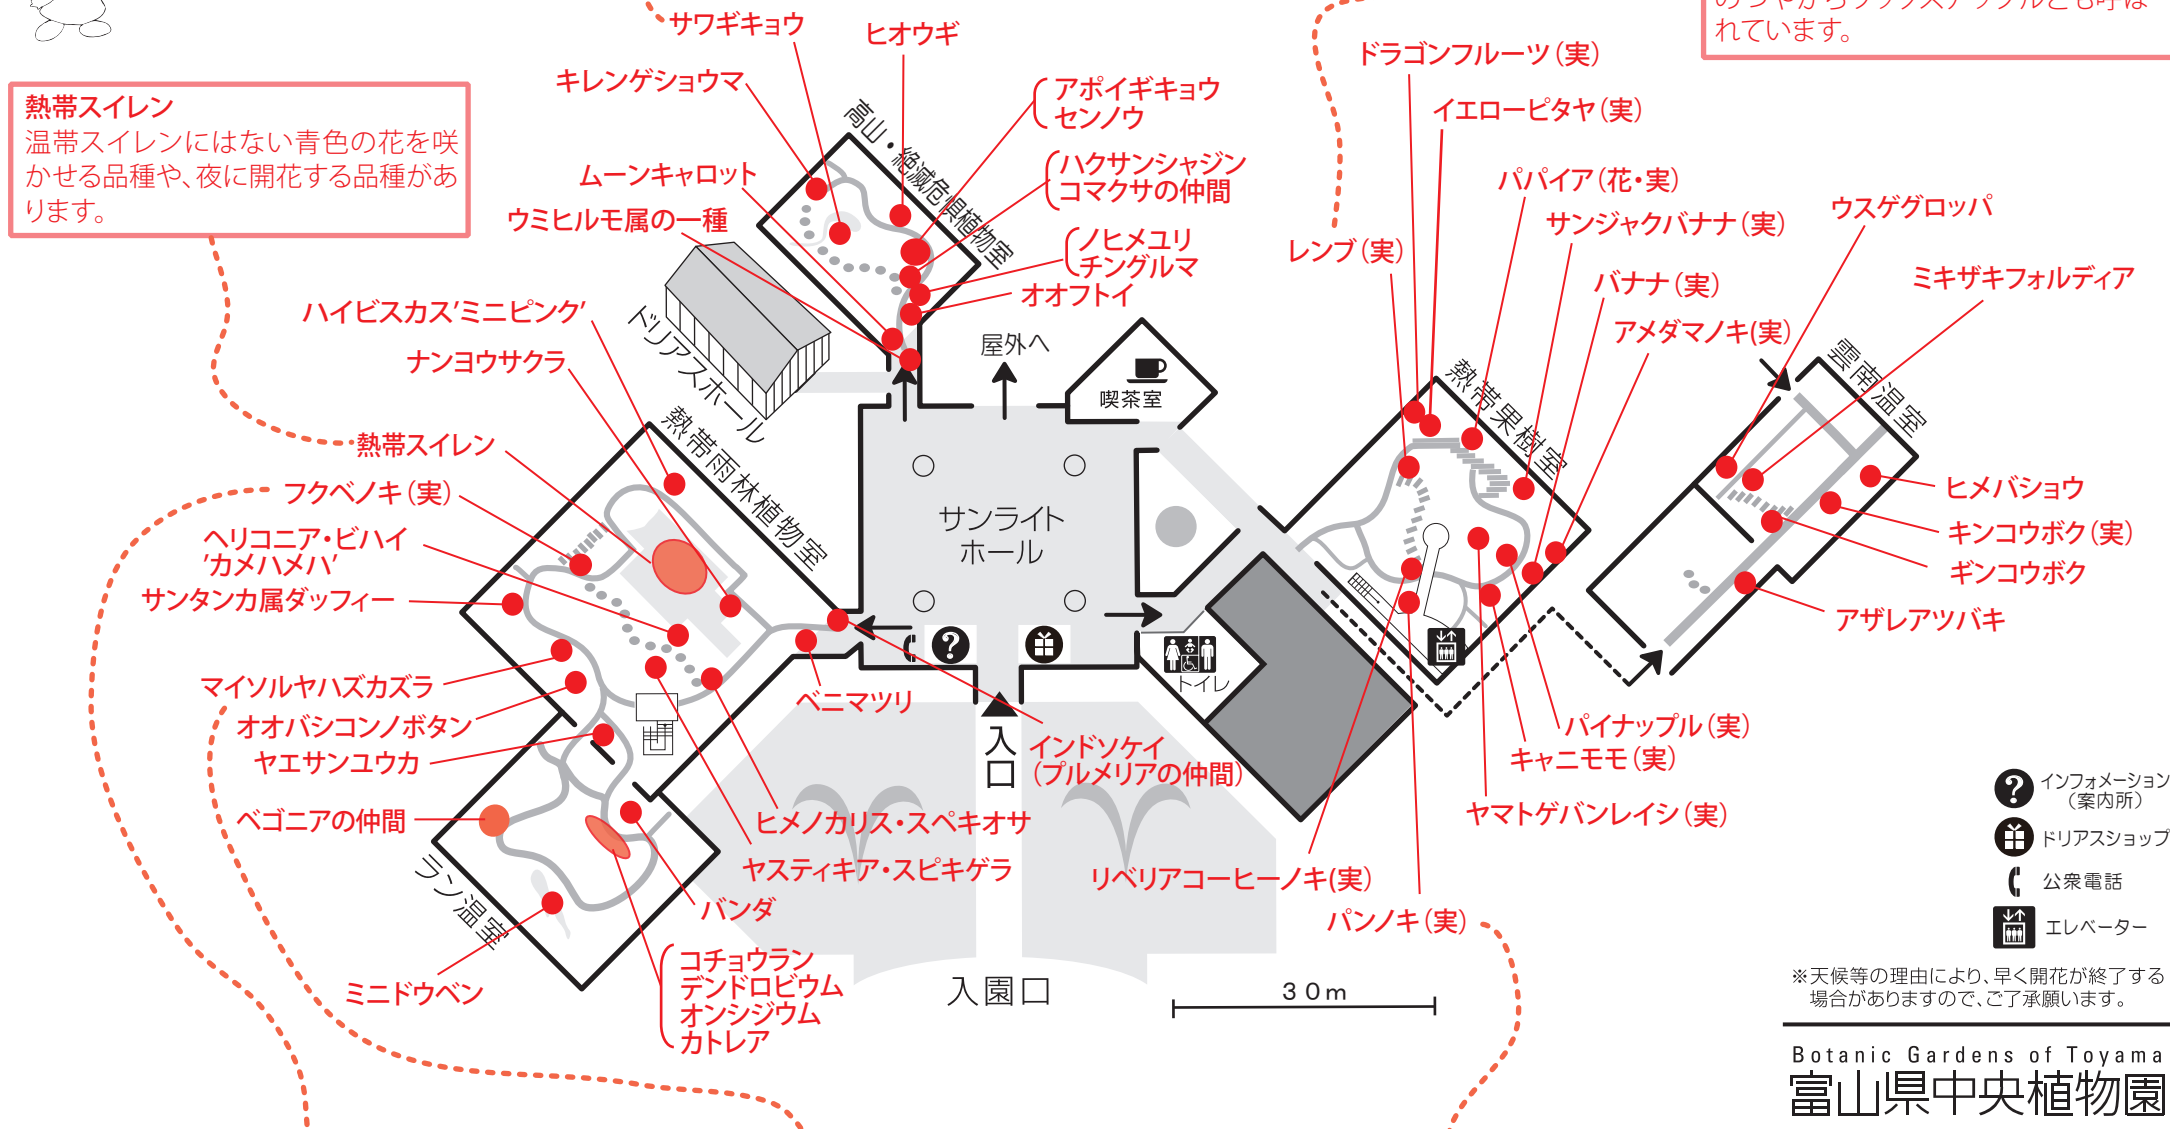 れています。
熱帯スイレン
温帯スイレンにはない青色の花を咲
かせる品種や、夜に開花する品種があ
ります。
サワギキョウ
ヒオウギ
キレンゲショウマ
アポイギキョウ
センノウ
高山・絶滅危惧植物室
ムーンキャロット
ハクサンシャジン
コマクサの仲間
ウミヒルモ属の一種
ノヒメユリ
チングルマ
オオフトイ
ドリアスホール
屋外へ
喫茶室
ドラゴンフルーツ(実)
イエローピタヤ(実)
パパイア(花・実)
サンジャクバナナ(実)
レンブ(実)
バナナ(実)
アメダマノキ(実)
熱帯果樹室
ウスゲグロッパ
ミキザキフォルディア
雲南温室
ヒメバショウ
キンコウボク(実)
ギンコウボク
アザレアツバキ
ハイビスカス'ミニピンク'
ナンヨウサクラ
熱帯スイレン
熱帯雨林植物室
フクベノキ(実)
ヘリコニア・ビハイ
'カメハメハ'
サンタンカ属ダッフィー
サンライト
ホール
マイソルヤハズカズラ
オオバシコンノボタン
ヤエサンユウカ
ベゴニアの仲間
ラン温室
ミニドウベン
ベニマツリ
トイレ
入口
インドソケイ
(プルメリアの仲間)
ヒメノカリス・スペキオサ
ヤスティキア・スピキゲラ
バンダ
コチョウラン
デンドロビウム
オンシジウム
カトレア
入園口
30m
パイナップル(実)
キャニモモ(実)
ヤマトゲバンレイシ(実)
リベリアコーヒーノキ(実)
パンノキ(実)
インフォメーション
(案内所)
ドリアスショップ
公衆電話
エレベーター
※天候等の理由により、早く開花が終了する
場合がありますので、ご了承願います。
Botanic Gardens of Toyama
富山県中央植物園